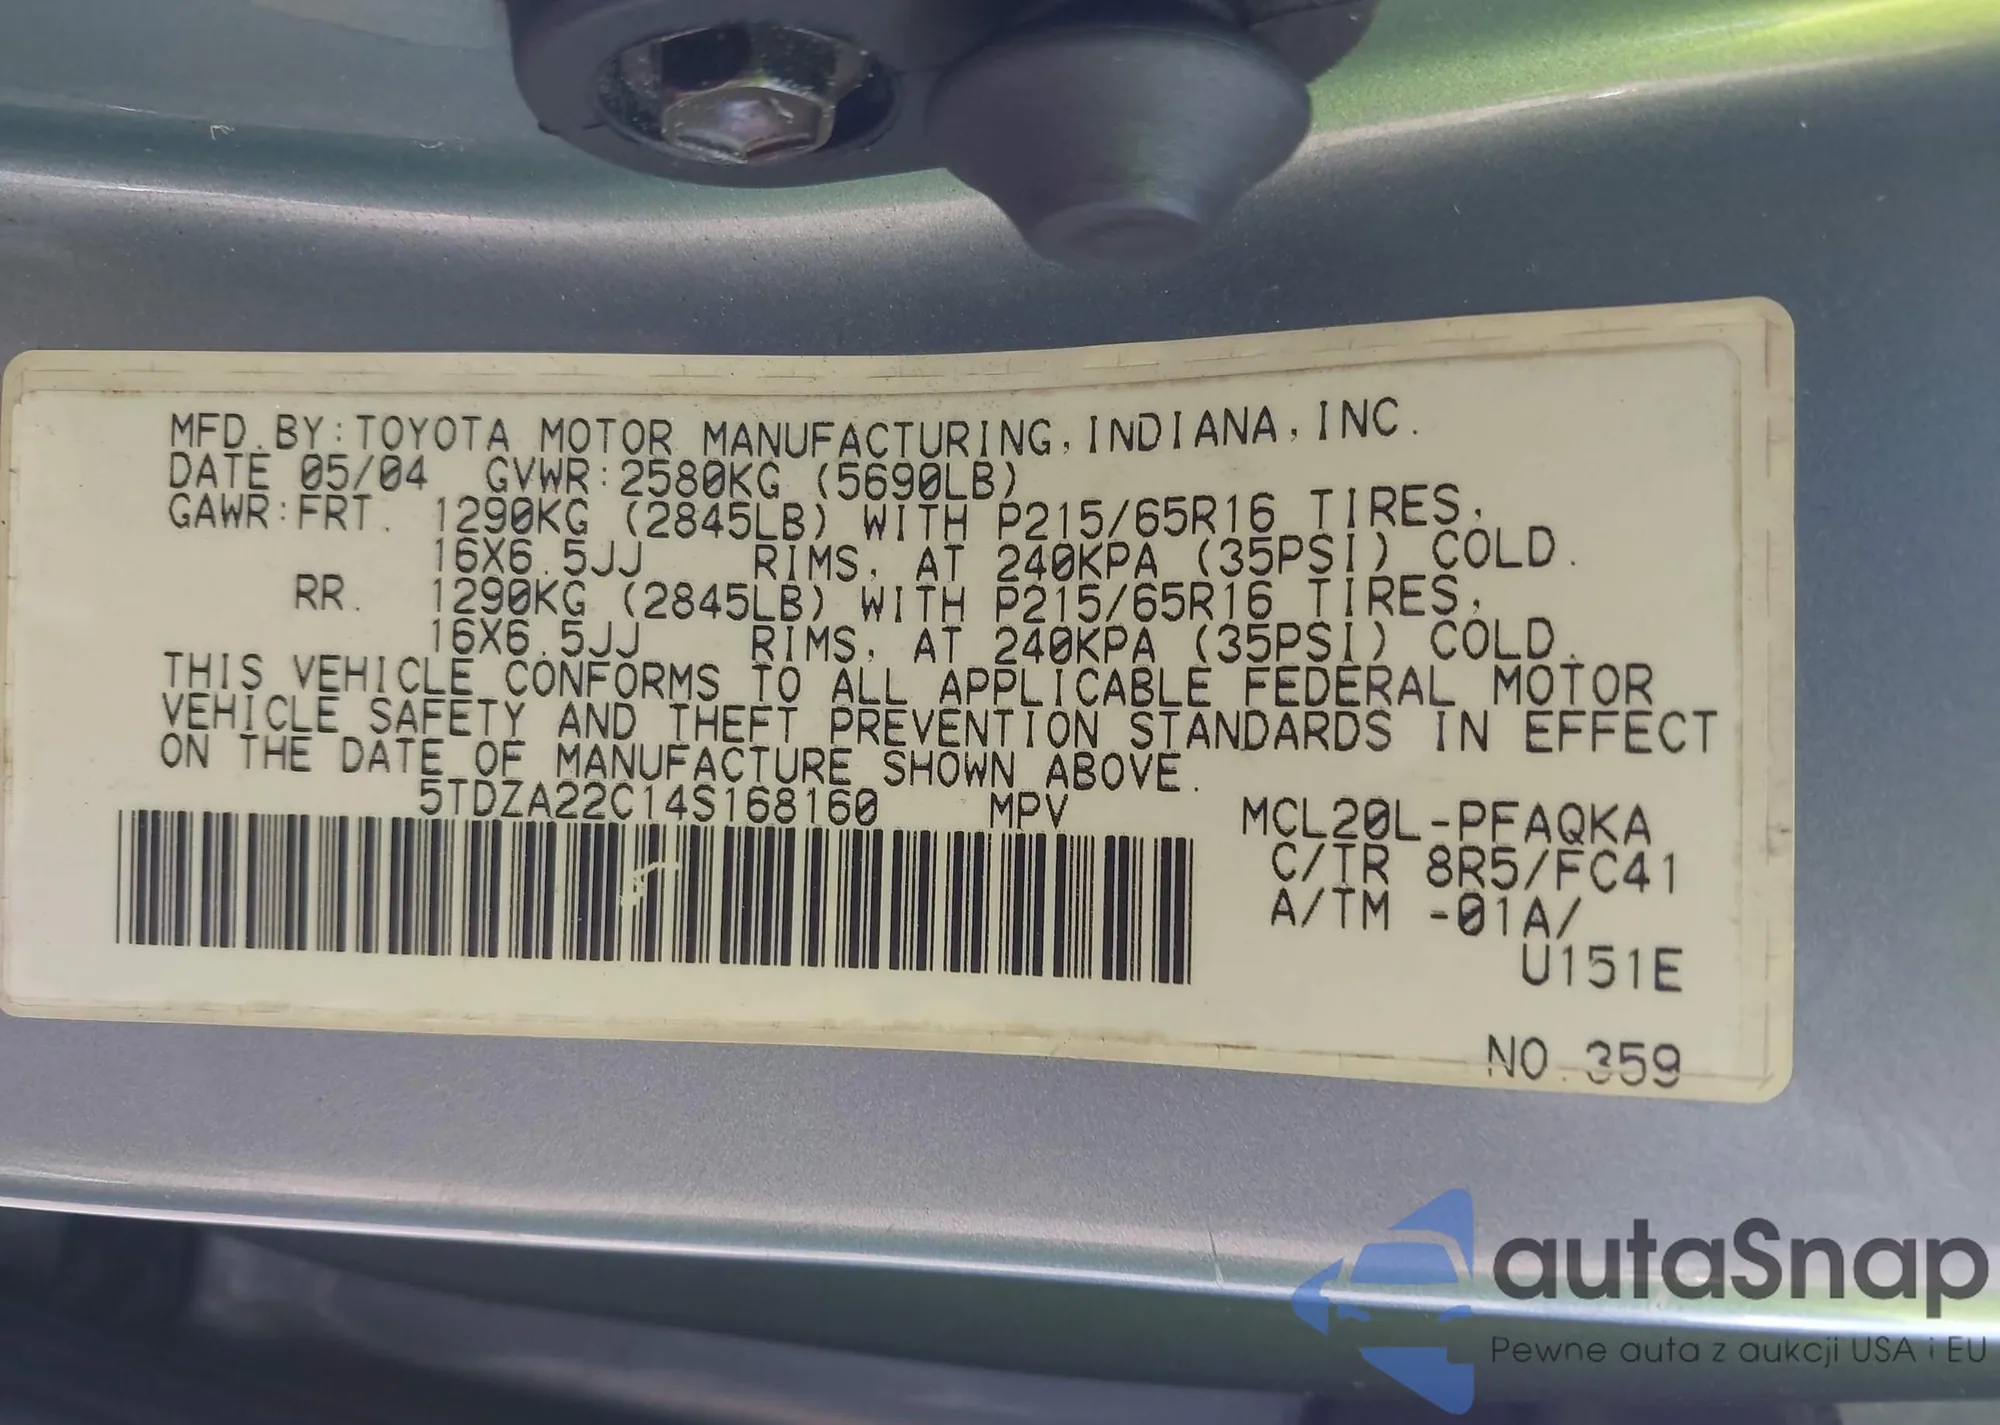 MFD.BY:TOYOTA MOTOR MANUFACTURING,INDIANA,INC.
DATE 05/04 GVWR:2580KG (5690LB)
GAWR:FRT. 1290KG (2845LB) WITH P215/65R16 TIRES,
16X6.5JJ RIMS, AT 240KPA (35PSI) COLD.
RR. 1290KG (2845LB) WITH P215/65R16 TIRES,
16X6.5JJ RIMS, AT 240KPA (35PSI) COLD.
THIS VEHICLE CONFORMS TO ALL APPLICABLE FEDERAL MOTOR
VEHICLE SAFETY AND THEFT PREVENTION STANDARDS IN EFFECT
ON THE DATE OF MANUFACTURE SHOWN ABOVE.
5TDZA22C14S168160 MPV
MCL20L-PFAQKA
C/TR 8R5/FC41
A/TM -01A/
U151E
NO.359
autaSnap
Pewne auta z aukcji USA i EU